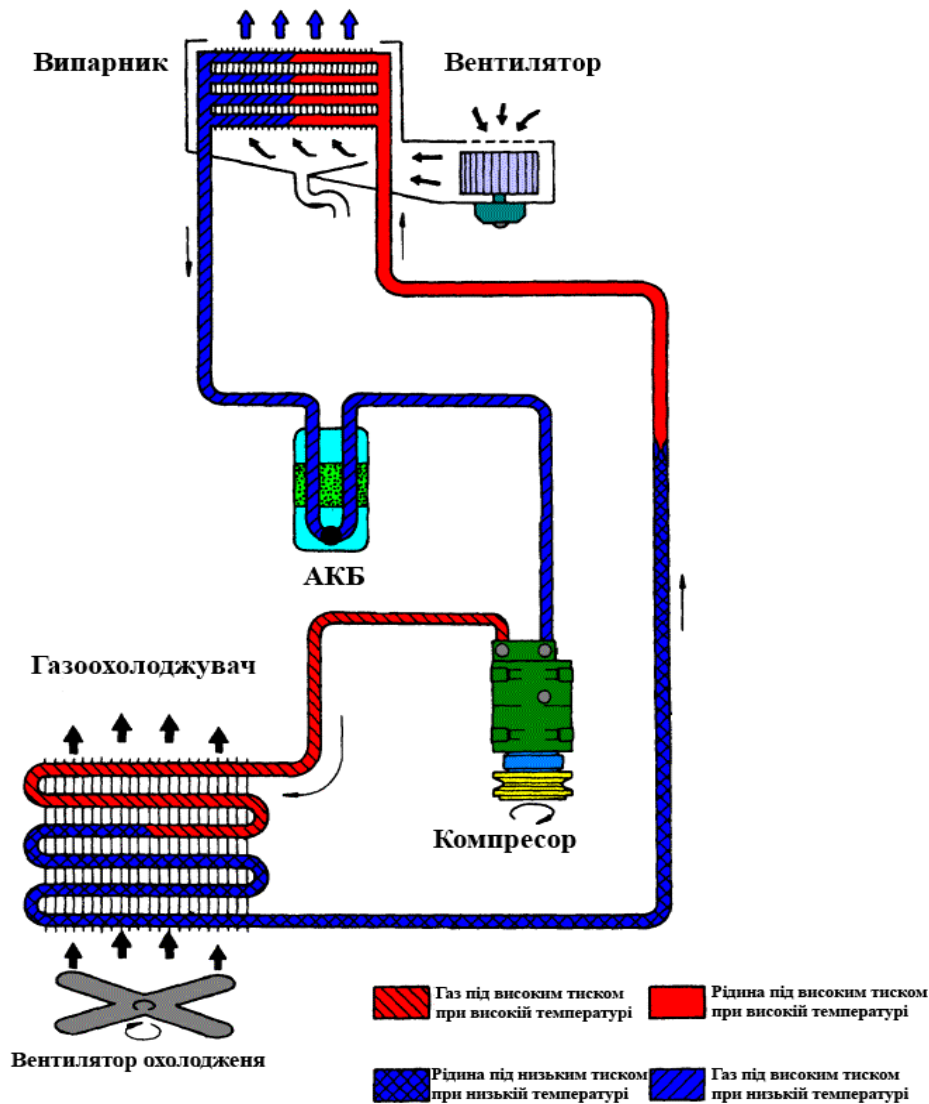 Випарник
Вентилятор
АКБ
Газоохолоджувач
Компресор
Вентилятор охолодженя
Газ під високим тиском
при високій температурі
Рідина під високим тиском
при високій температурі
Рідина під низьким тиском
при низькій температурі
Газ під високим тиском
при низькій температурі